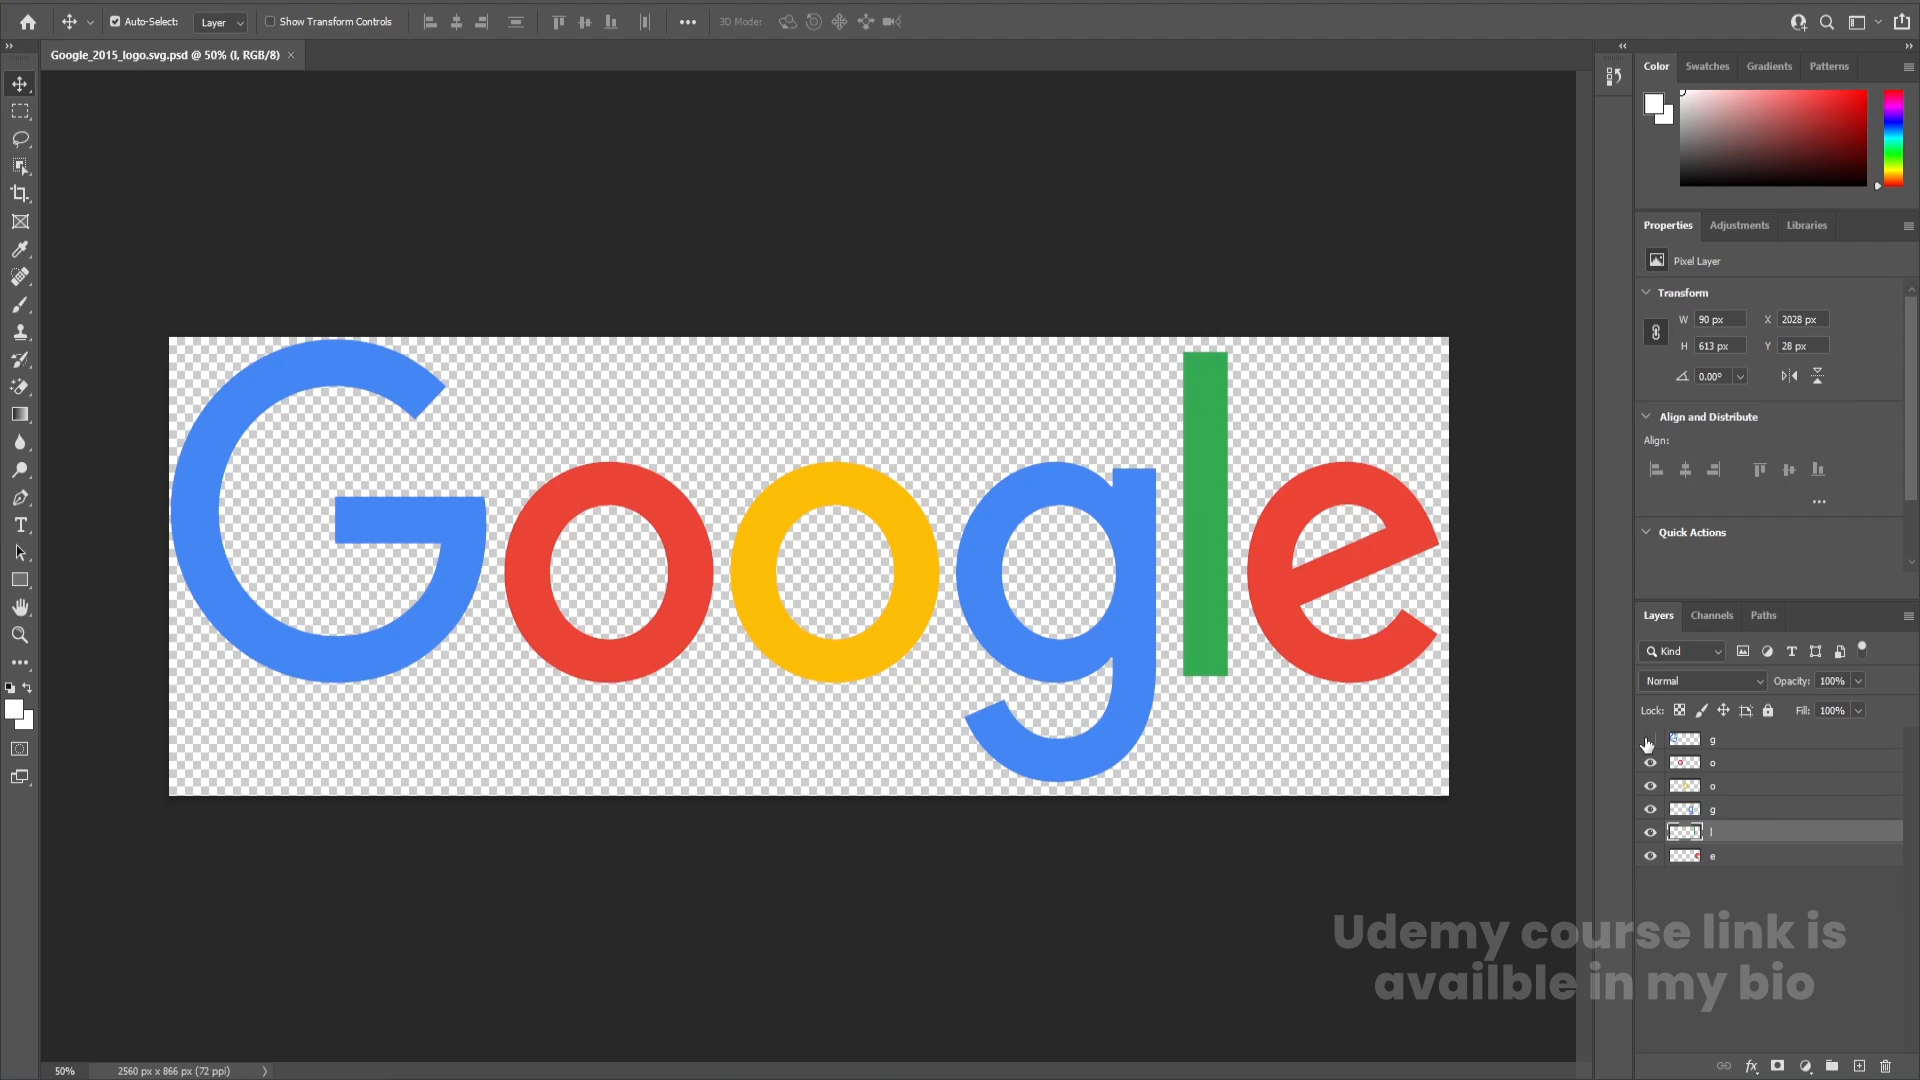 Auto-Select:
Layer
Show Transform Controls
3D Mode:
Google_2015_logo.svg.psd @ 50% (l, RGB/8)
Color
Swatches
Gradients
Patterns
Properties
Adjustments
Libraries
Pixel Layer
Transform
W 90 px X 2028 px
H 613 px Y 28 px
0.00°
Align and Distribute
Align:
Quick Actions
Google
Layers
Channels
Paths
Kind
Normal
Opacity: 100%
Lock:
Fill: 100%
g
o
o
g
l
e
Udemy course link is
availble in my bio
50%
2560 px x 866 px (72 ppi)